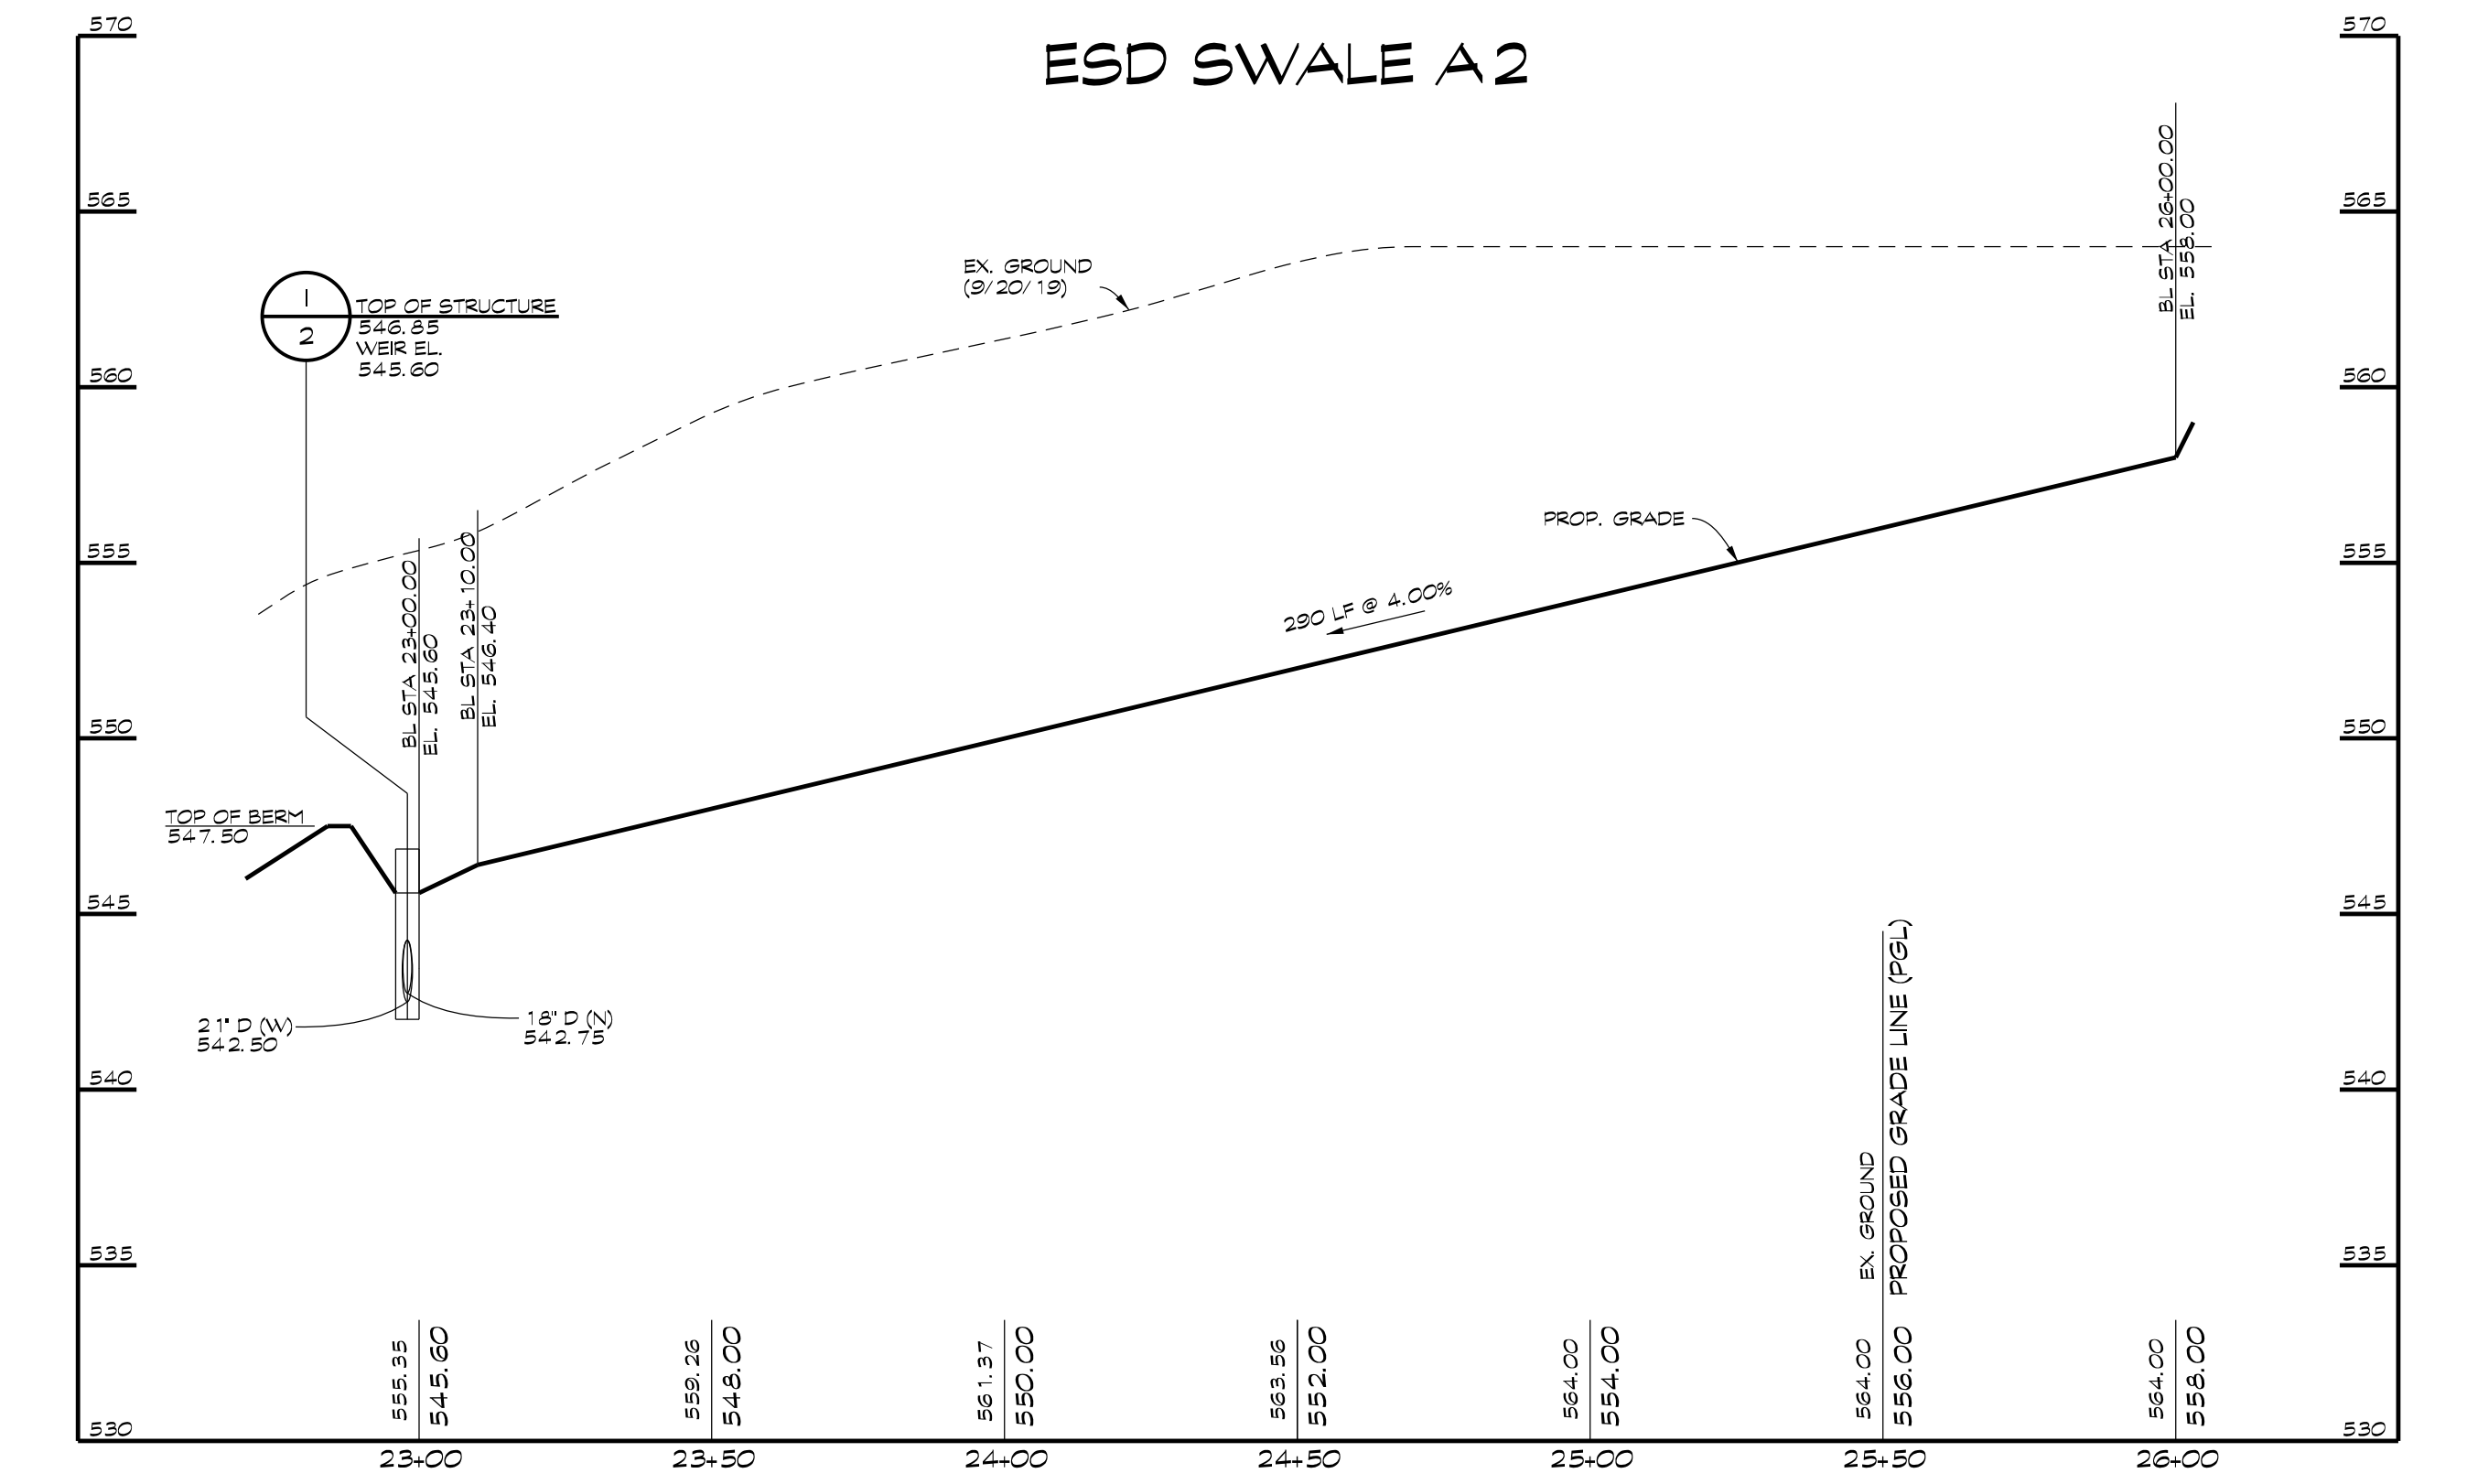 ESD SWALE A2
570
570
565
565
560
560
555
555
550
550
545
545
540
540
535
535
530
530
1
2
TOP OF STRUCTURE
546.85
WEIR EL.
545.60
EX. GROUND
(9/20/19)
BL STA 26+00.00
EL. 558.00
PROP. GRADE
290 LF @ 4.00%
BL STA 23+00.00
EL. 545.60
BL STA 23+10.00
EL. 546.40
TOP OF BERM
547.50
21" D (W)
542.50
18" D (N)
542.75
EX. GROUND
PROPOSED GRADE LINE (PGL)
555.35
545.60
559.26
548.00
561.37
550.00
563.56
552.00
564.00
554.00
564.00
556.00
564.00
558.00
23+00
23+50
24+00
24+50
25+00
25+50
26+00